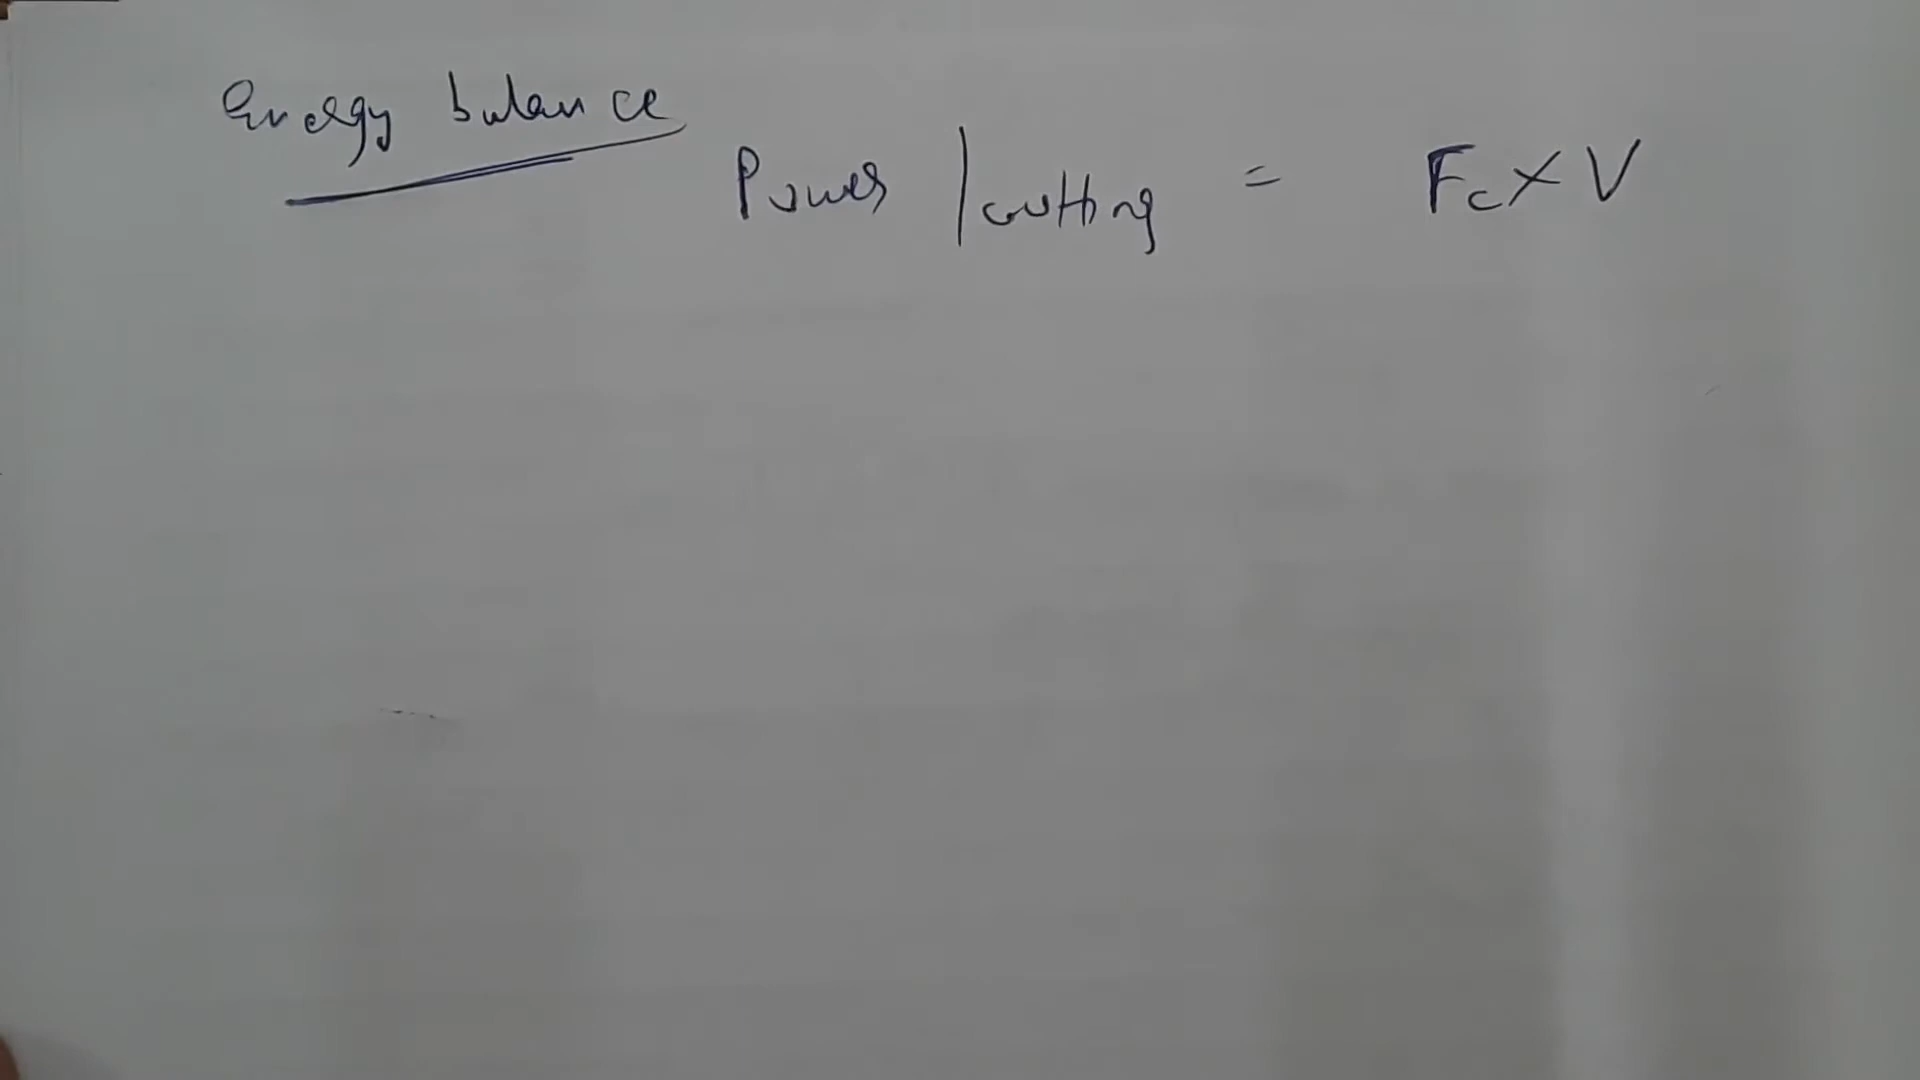 Energy balance
Power |cutting = Fc × V